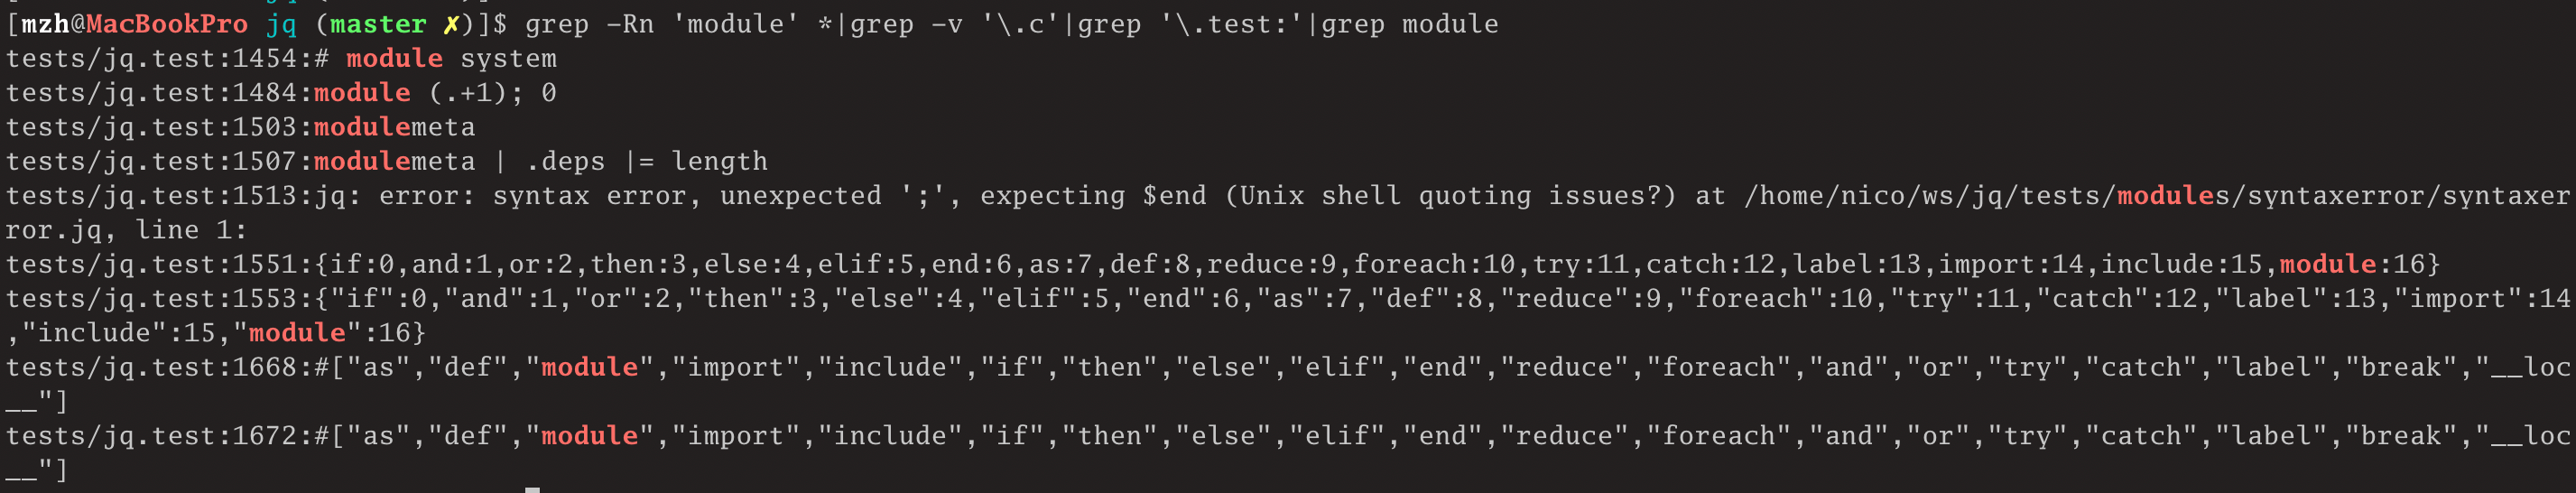 [mzh@MacBookPro jq (master ✗)]$ grep -Rn 'module' *|grep -v '\.c'|grep '\.test:'|grep module
tests/jq.test:1454:# module system
tests/jq.test:1484:module (.+1); 0
tests/jq.test:1503:modulemeta
tests/jq.test:1507:modulemeta | .deps |= length
tests/jq.test:1513:jq: error: syntax error, unexpected ';', expecting $end (Unix shell quoting issues?) at /home/nico/ws/jq/tests/modules/syntaxerror/syntaxer
ror.jq, line 1:
tests/jq.test:1551:{if:0,and:1,or:2,then:3,else:4,elif:5,end:6,as:7,def:8,reduce:9,foreach:10,try:11,catch:12,label:13,import:14,include:15,module:16}
tests/jq.test:1553:{"if":0,"and":1,"or":2,"then":3,"else":4,"elif":5,"end":6,"as":7,"def":8,"reduce":9,"foreach":10,"try":11,"catch":12,"label":13,"import":14
,"include":15,"module":16}
tests/jq.test:1668:#["as","def","module","import","include","if","then","else","elif","end","reduce","foreach","and","or","try","catch","label","break","__loc
__"]
tests/jq.test:1672:#["as","def","module","import","include","if","then","else","elif","end","reduce","foreach","and","or","try","catch","label","break","__loc
__"]